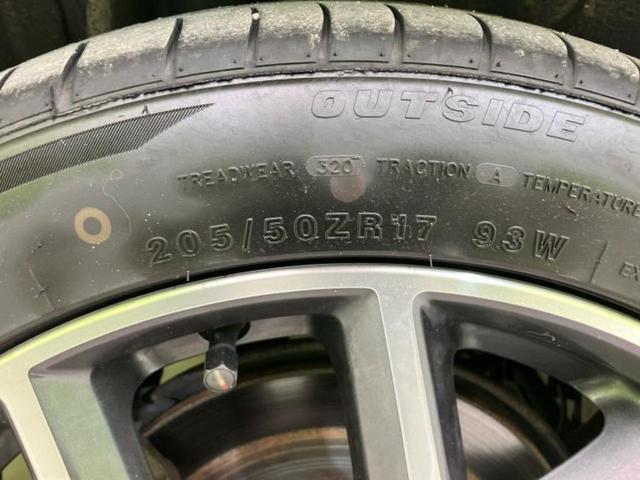 OUTSIDE
TREADWEAR 320 TRACTION A TEMPERATURE
205/50ZR17 93W